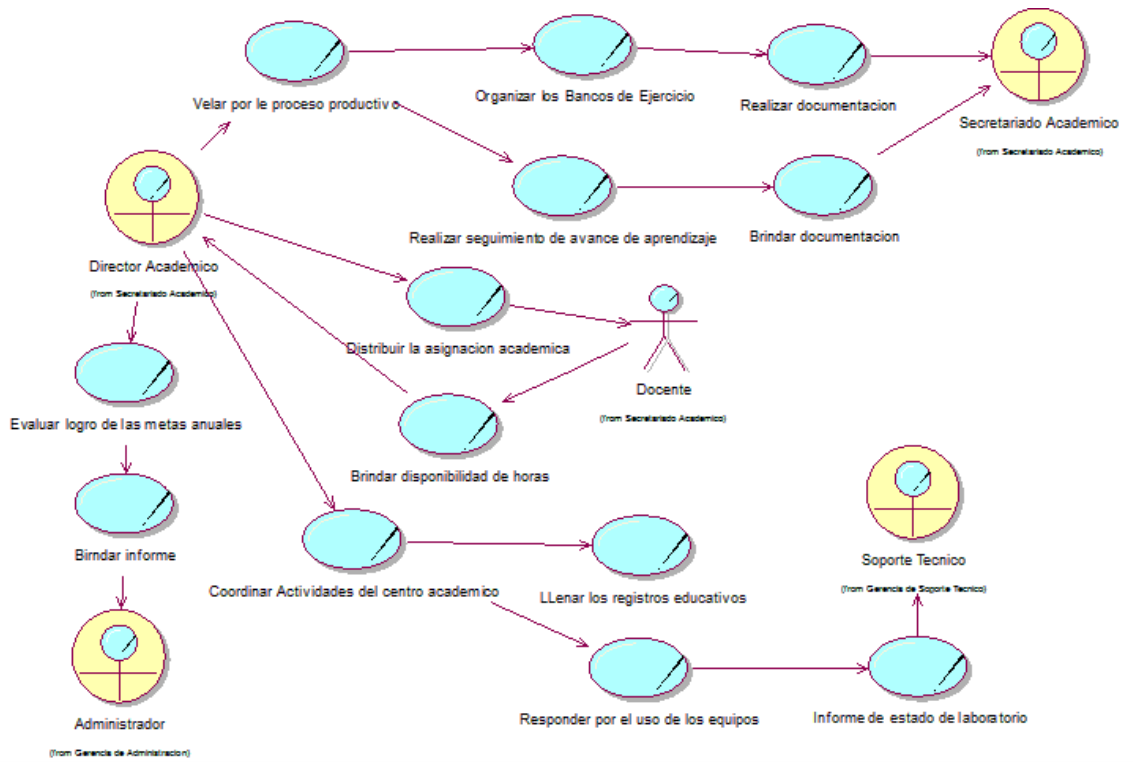 Velar por le proceso productivo
Organizar los Bancos de Ejercicio
Realizar documentacion
Secretariado Academico
(from Secretariado Academico)
Realizar seguimiento de avance de aprendizaje
Brindar documentacion
Director Academico
(from Secretariado Academico)
Distribuir la asignacion academica
Docente
(from Secretariado Academico)
Evaluar logro de las metas anuales
Brindar disponibilidad de horas
Birndar informe
Soporte Tecnico
(from Gerencia de Soporte Tecnico)
Coordinar Actividades del centro academico
LLenar los registros educativos
Administrador
(from Gerencia de Administracion)
Responder por el uso de los equipos
Informe de estado de laboratorio